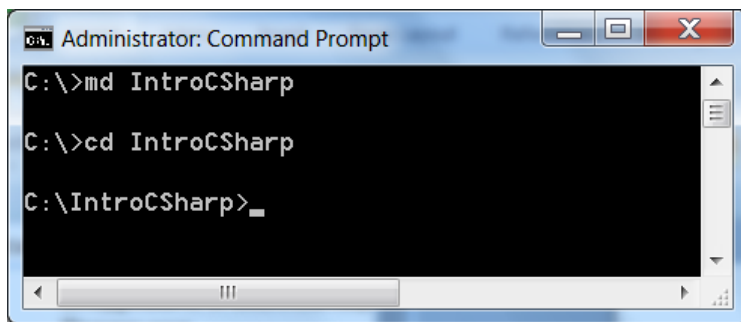 Administrator: Command Prompt
C:\>md IntroCSharp
C:\>cd IntroCSharp
C:\IntroCSharp>_